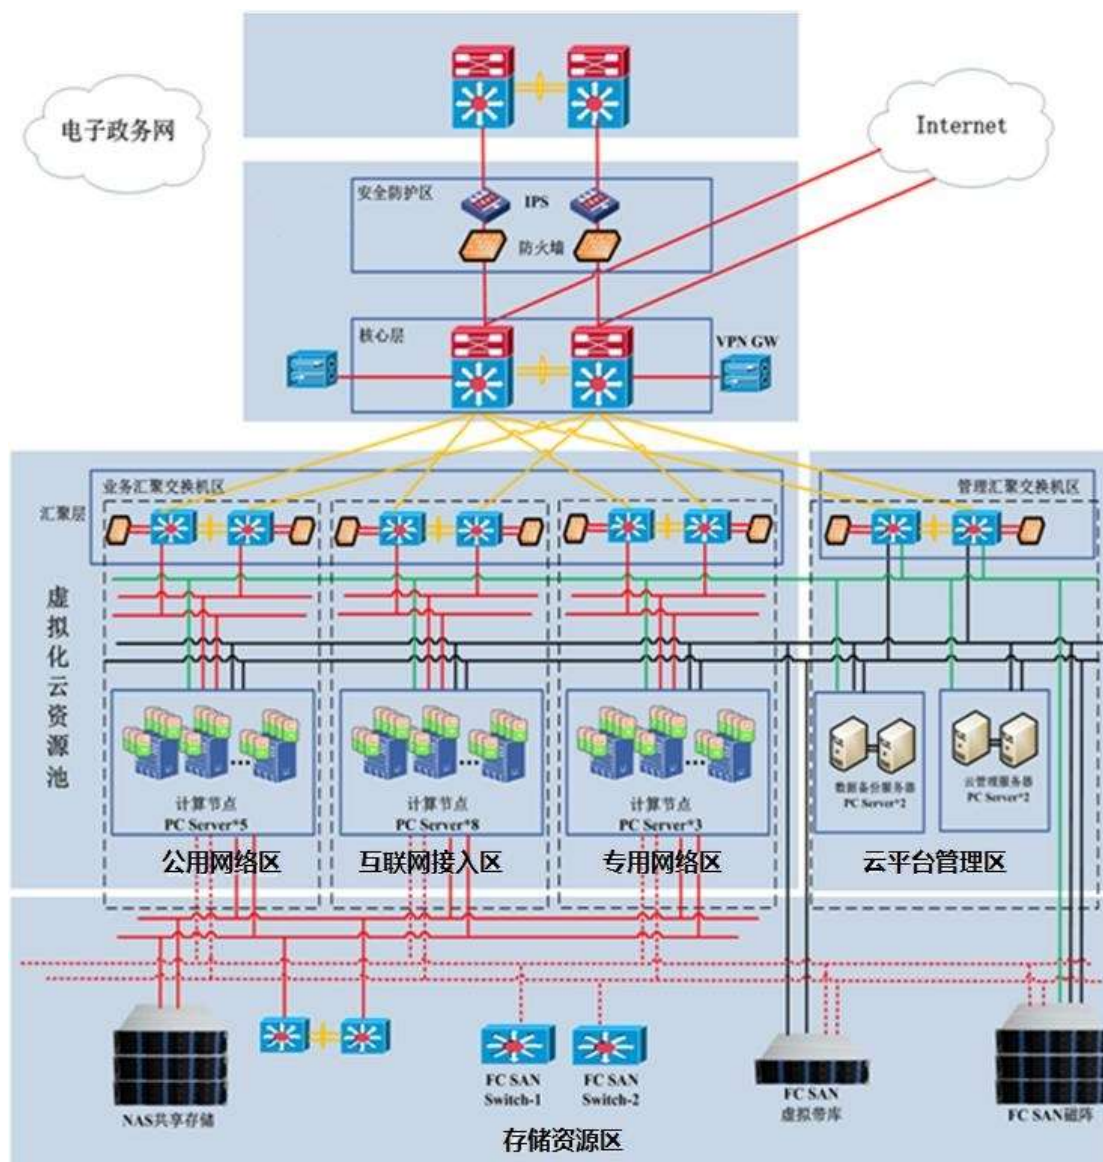 电子政务网
Internet
安全防护区
IPS
防火墙
核心层
VPN GW
业务汇聚交换机区
管理汇聚交换机区
汇聚层
虚拟化云资源池
计算节点
PC Server*5
计算节点
PC Server*8
计算节点
PC Server*3
数据备份服务器
PC Server*2
云管理服务器
PC Server*2
公用网络区
互联网接入区
专用网络区
云平台管理区
NAS共享存储
FC SAN
Switch-1
FC SAN
Switch-2
FC SAN
虚拟带库
FC SAN磁阵
存储资源区